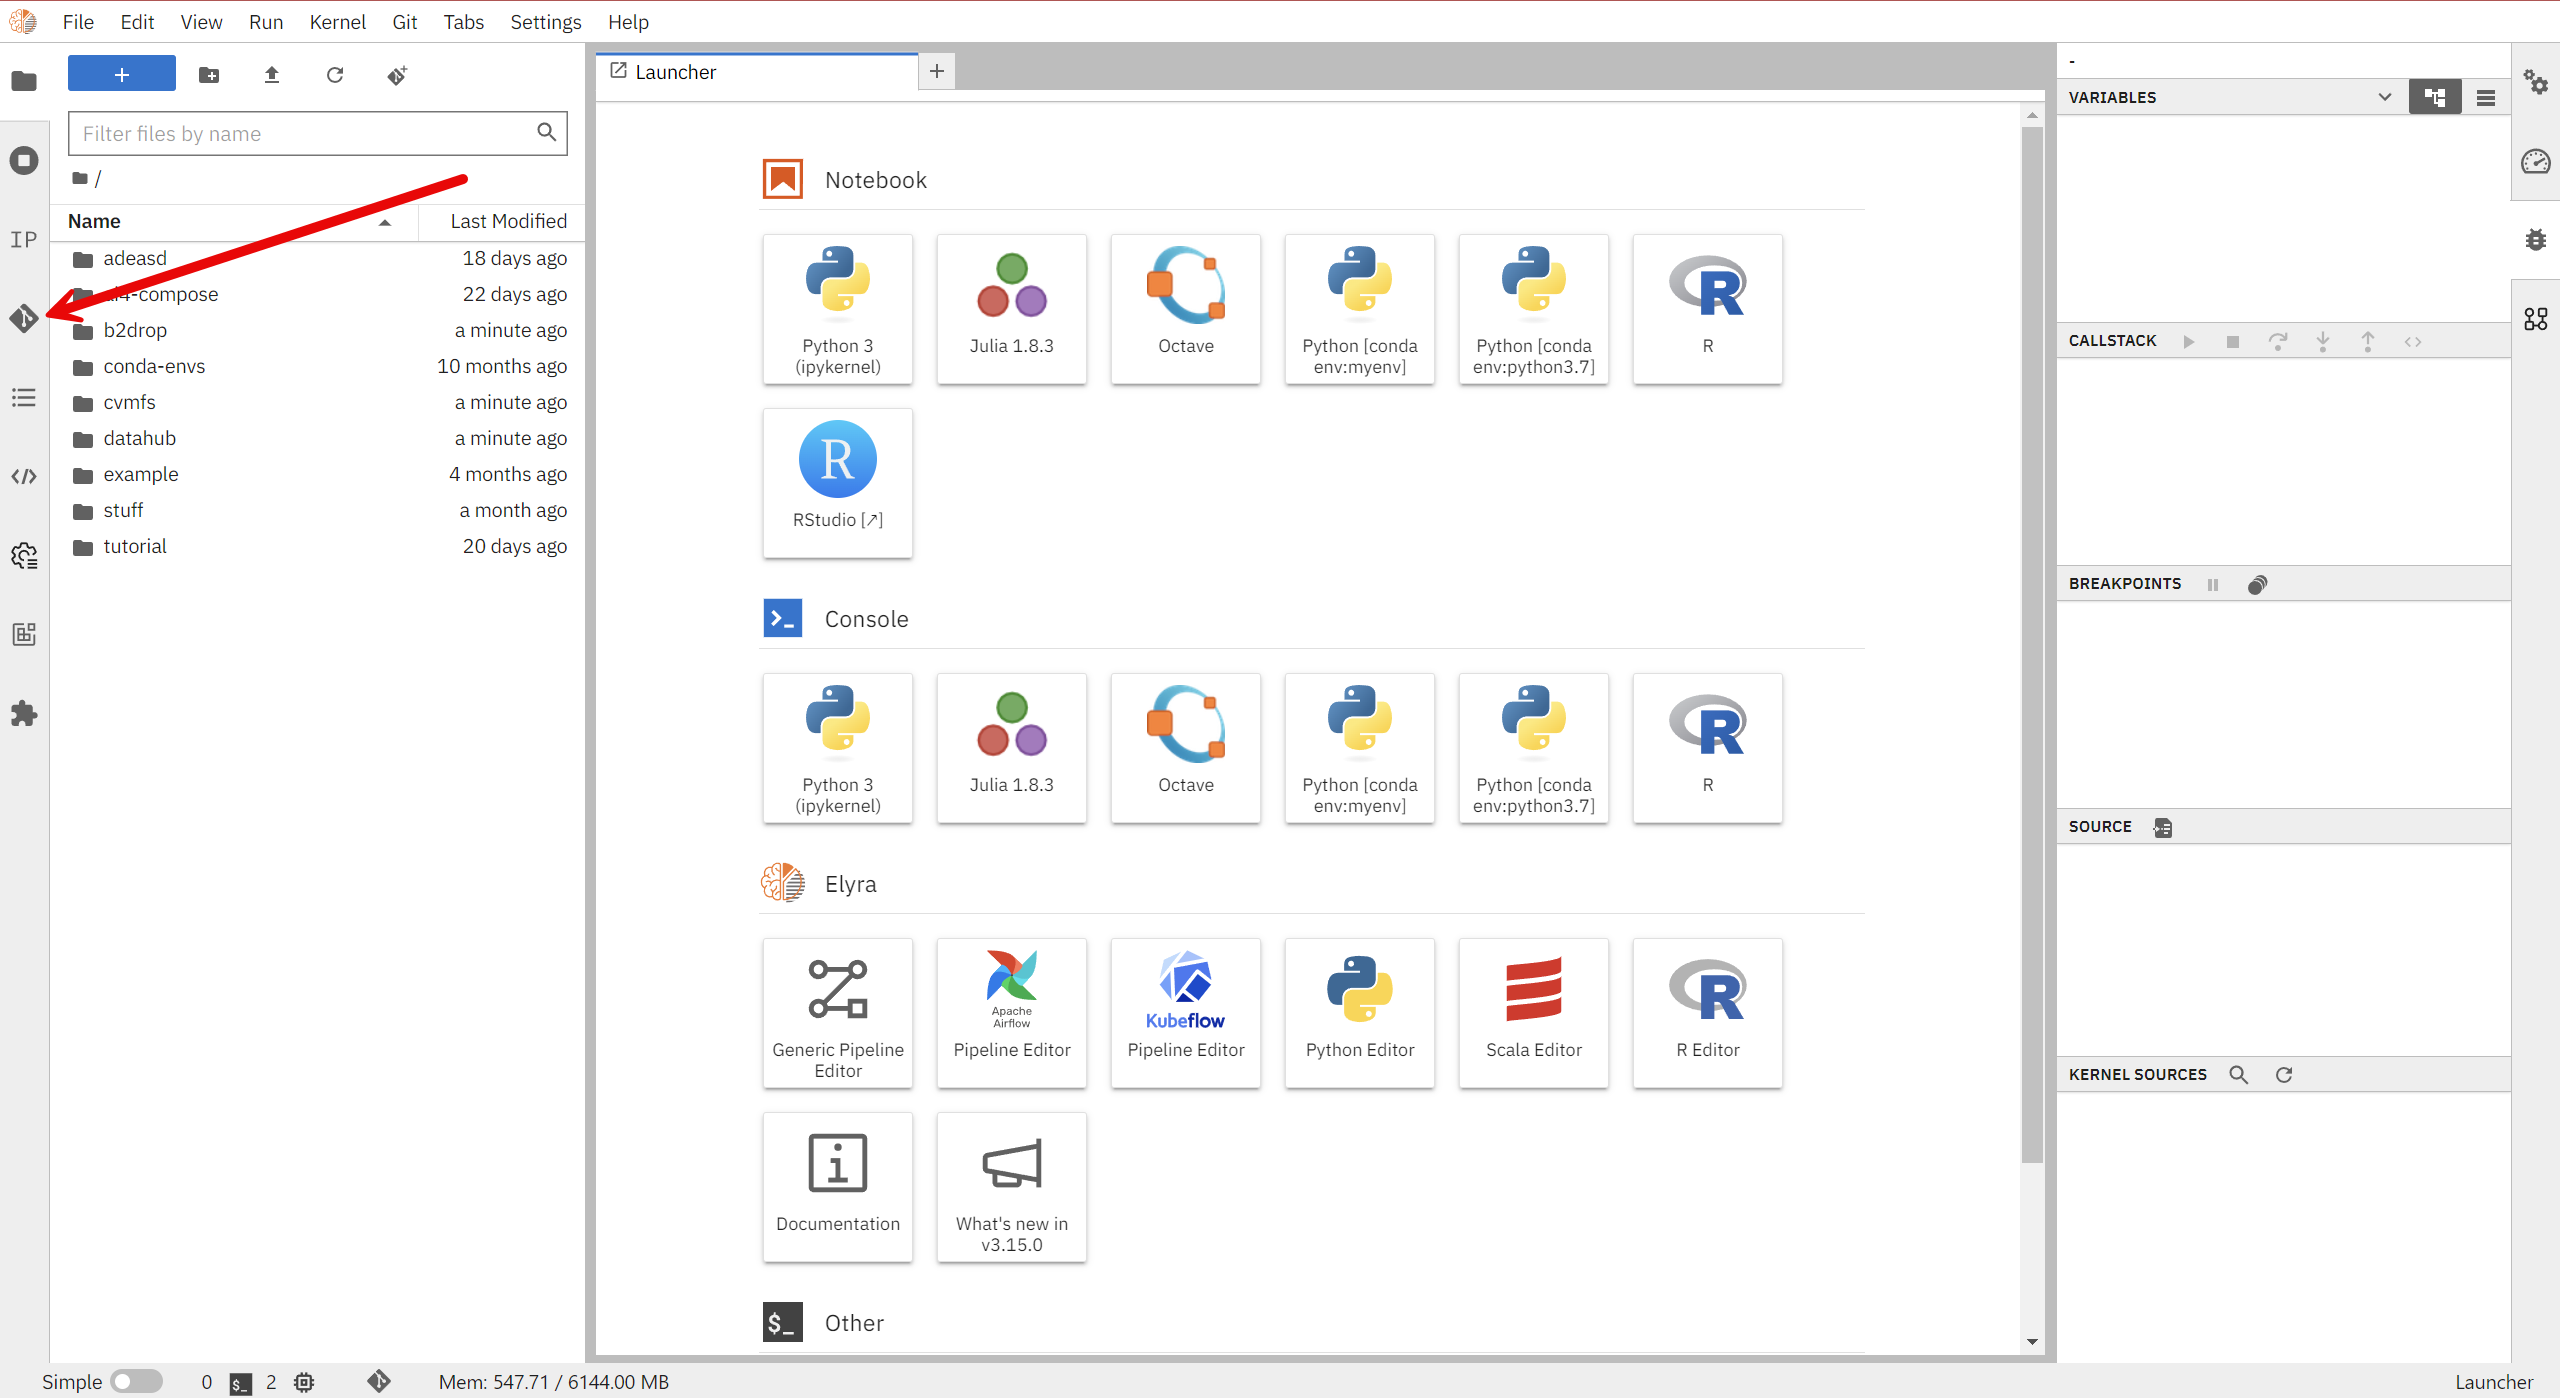 File Edit View Run Kernel Git Tabs Settings Help
+
Filter files by name
/
Name Last Modified
adeasd 18 days ago
-compose 22 days ago
b2drop a minute ago
conda-envs 10 months ago
cvmfs a minute ago
datahub a minute ago
example 4 months ago
stuff a month ago
tutorial 20 days ago
IP
Launcher
+
Notebook
Python 3
(ipykernel)
Julia 1.8.3
Octave
Python [conda
env:myenv]
Python [conda
env:python3.7]
R
R
RStudio [↗]
Console
Python 3
(ipykernel)
Julia 1.8.3
Octave
Python [conda
env:myenv]
Python [conda
env:python3.7]
R
Elyra
Generic Pipeline
Editor
Apache
Airflow
Pipeline Editor
Kubeflow
Pipeline Editor
Python Editor
Scala Editor
R Editor
Documentation
What's new in
v3.15.0
$_ Other
-
VARIABLES
CALLSTACK
BREAKPOINTS
SOURCE
KERNEL SOURCES
Simple 0 $_ 2 Mem: 547.71 / 6144.00 MB Launcher